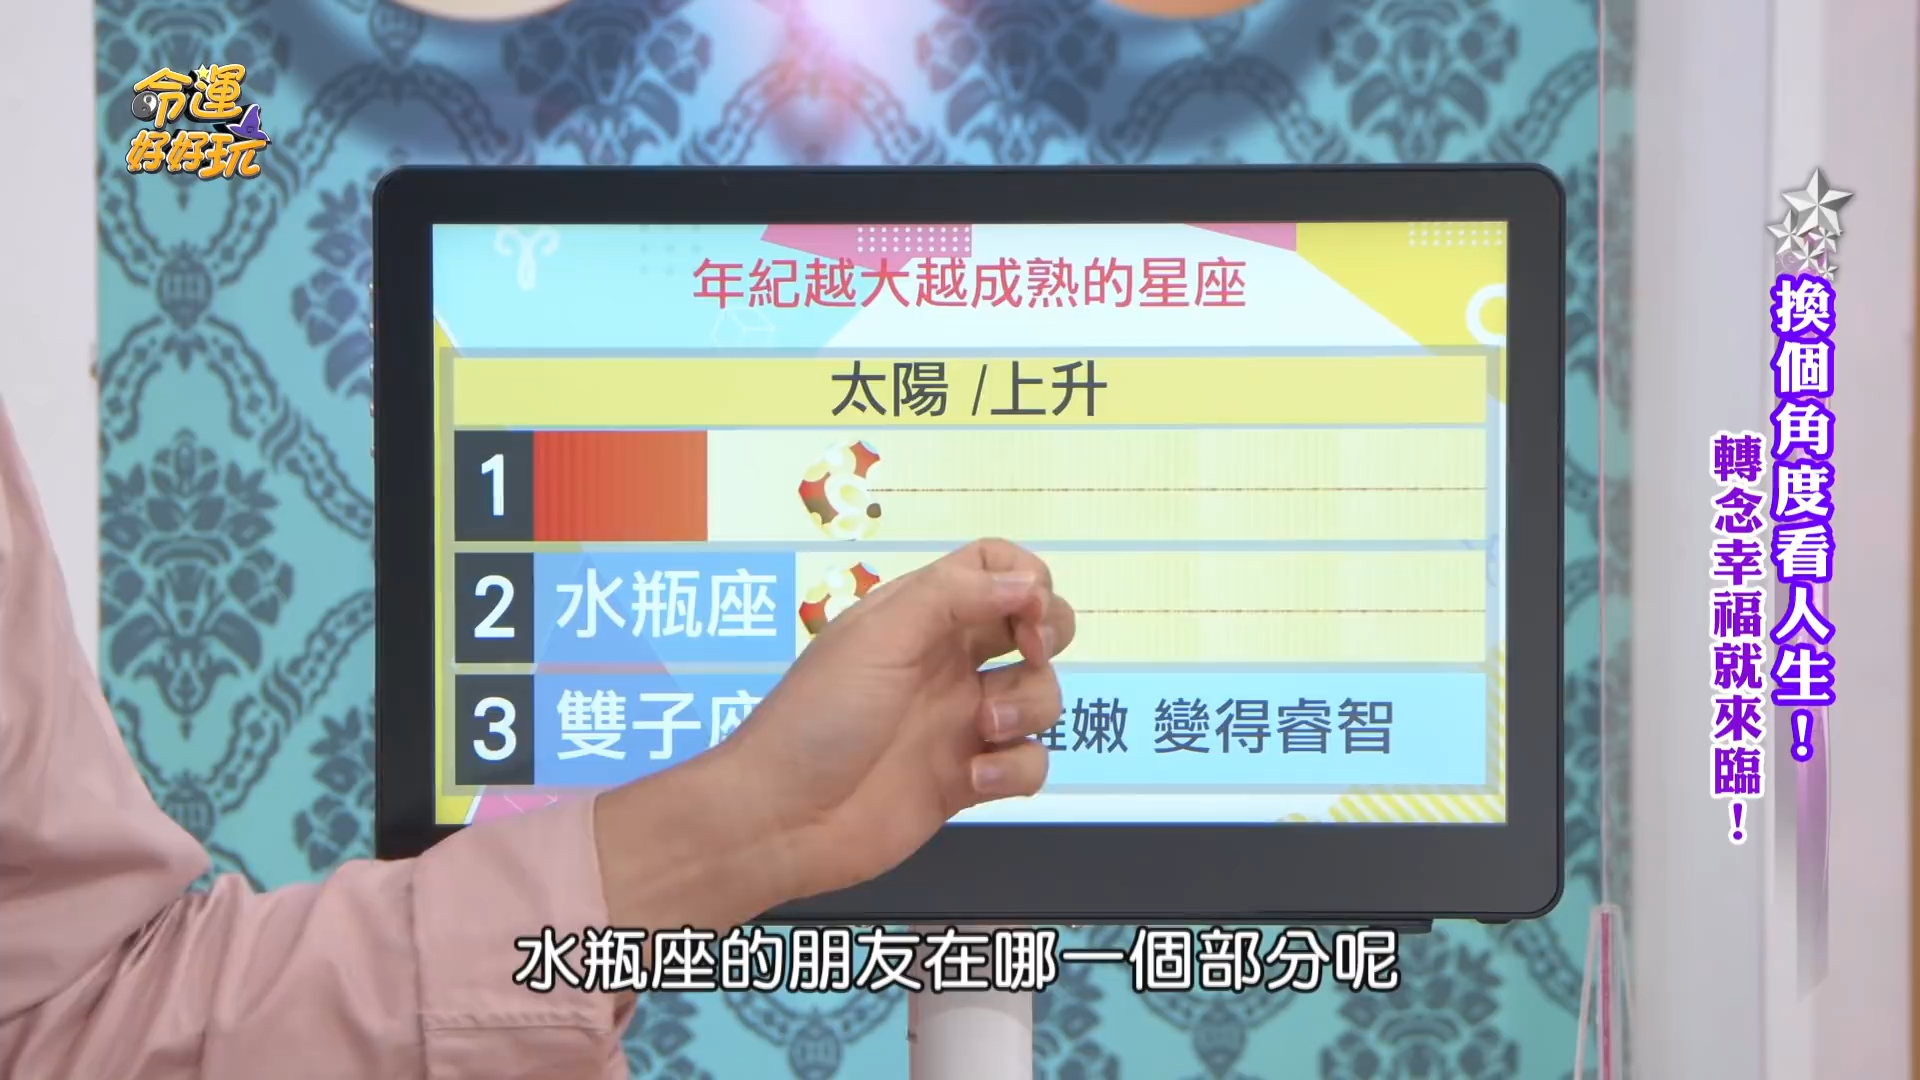 命運
好好玩
年紀越大越成熟的星座
太陽 /上升
1
2 水瓶座
3 雙子座 嫩 變得睿智
換個角度看人生！
轉念幸福就來臨！
水瓶座的朋友在哪一個部分呢